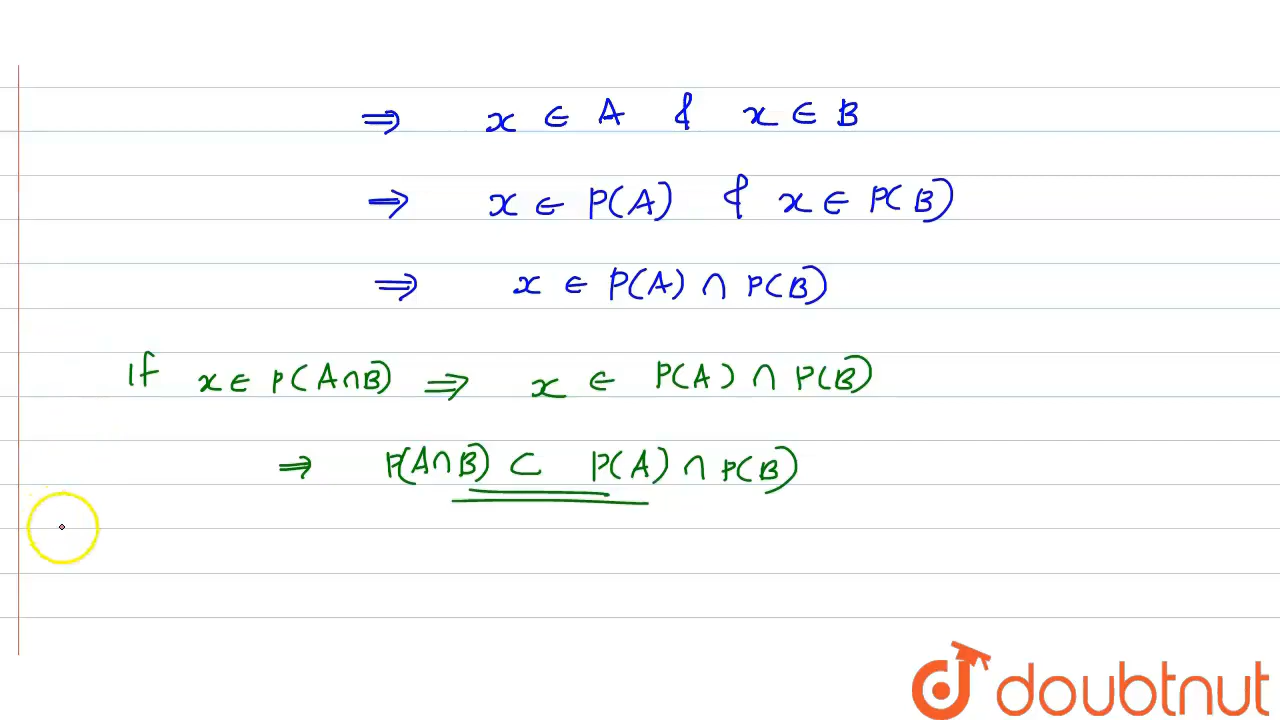 ⇒ x ∈ A & x ∈ B
⇒ x ∈ P(A) & x ∈ P(B)
⇒ x ∈ P(A) ∩ P(B)
If x ∈ P(A∩B) ⇒ x ∈ P(A) ∩ P(B)
⇒ P(A∩B) ⊂ P(A) ∩ P(B)
doubtnut